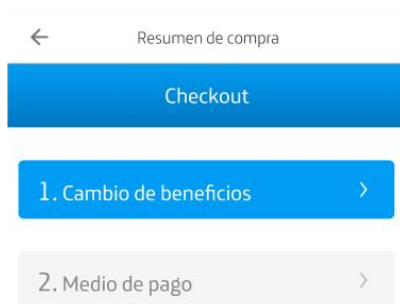 Resumen de compra
Checkout
1. Cambio de beneficios
2. Medio de pago